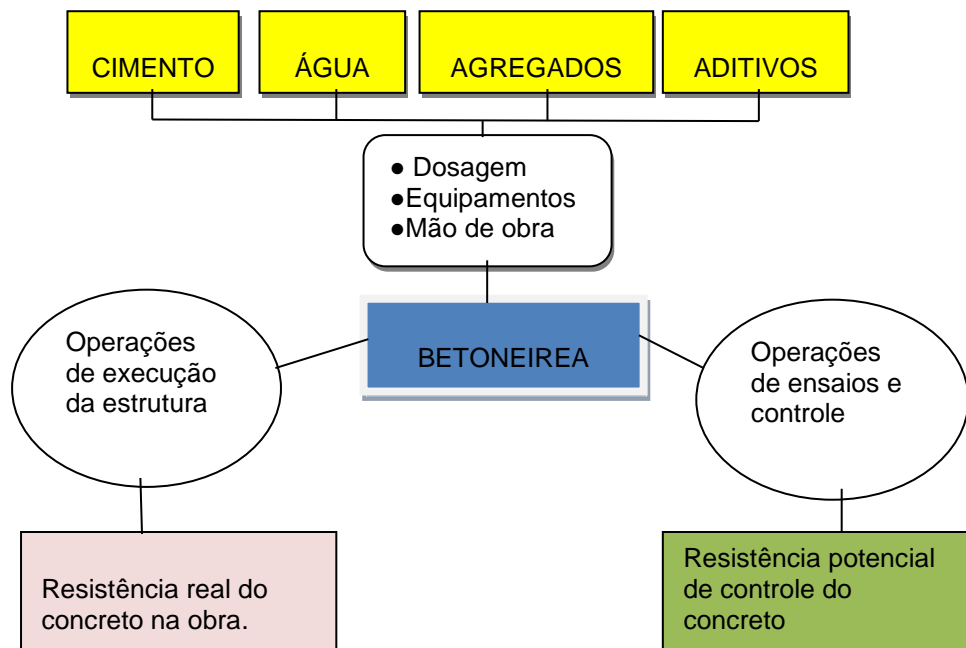 CIMENTO
ÁGUA
AGREGADOS
ADITIVOS
● Dosagem
●Equipamentos
●Mão de obra
BETONEIREA
Operações
de execução
da estrutura
Operações
de ensaios e
controle
Resistência real do
concreto na obra.
Resistência potencial
de controle do
concreto